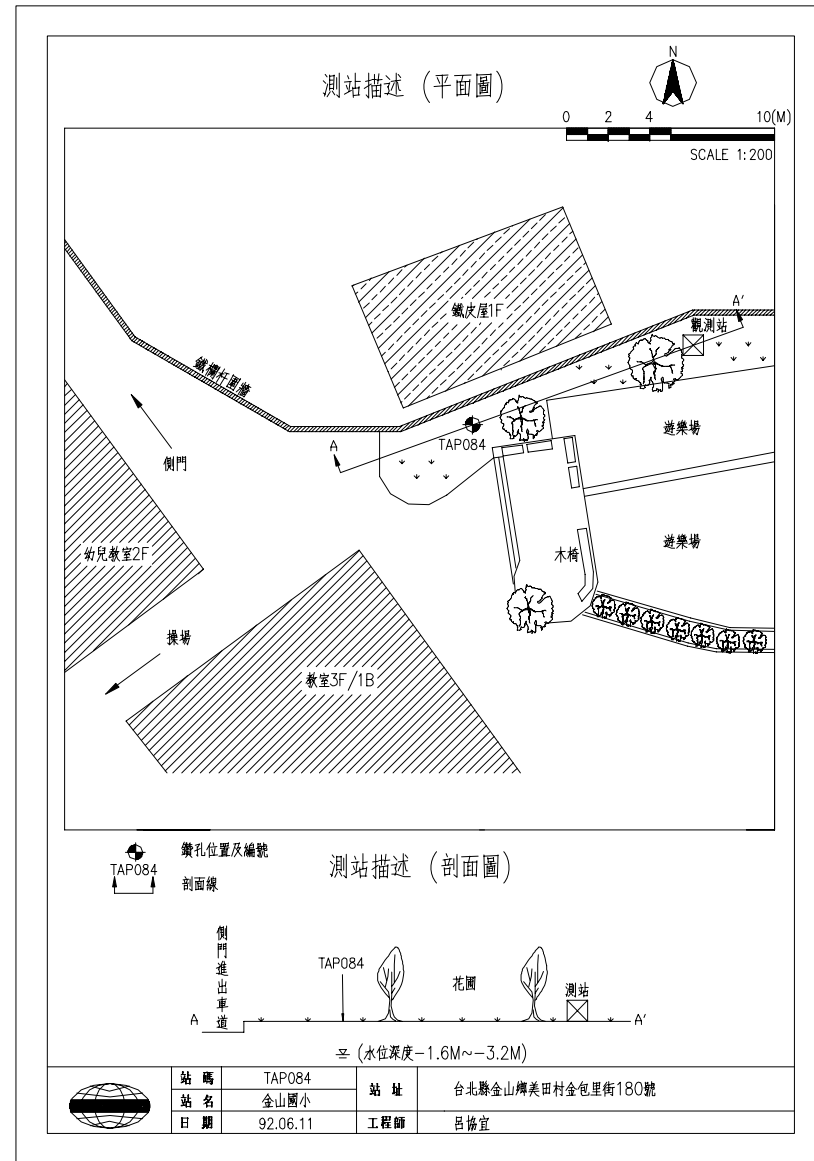 測站描述 (平面圖)
N
0 2 4 10(M)
SCALE 1:200
鐵皮屋1F
A'
觀測站
鐵欄杆圍牆
A
TAP084
遊樂場
側門
幼兒教室2F
木椅
遊樂場
操場
教室3F/1B
鑽孔位置及編號
TAP084
剖面線
測站描述 (剖面圖)
側門進出車道
TAP084
花圃
測站
A
A'
(水位深度-1.6M~-3.2M)
站碼 TAP084
站名 金山國小
日期 92.06.11
站址 台北縣金山鄉美田村金包里街180號
工程師 呂協宜